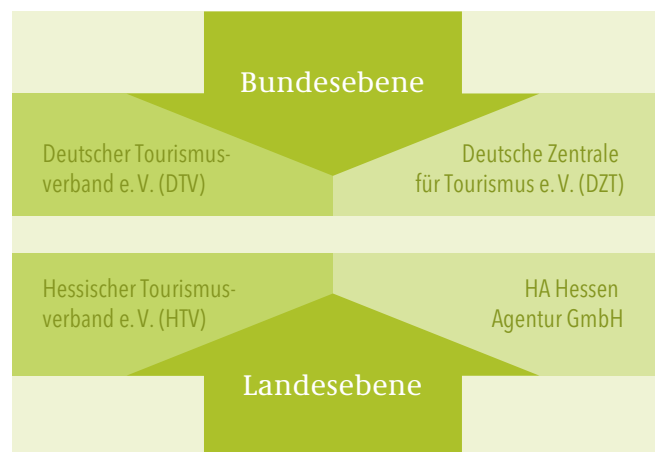 Bundesebene
Deutscher Tourismus-
verband e. V. (DTV)
Deutsche Zentrale
für Tourismus e. V. (DZT)
Hessischer Tourismus-
verband e. V. (HTV)
HA Hessen
Agentur GmbH
Landesebene